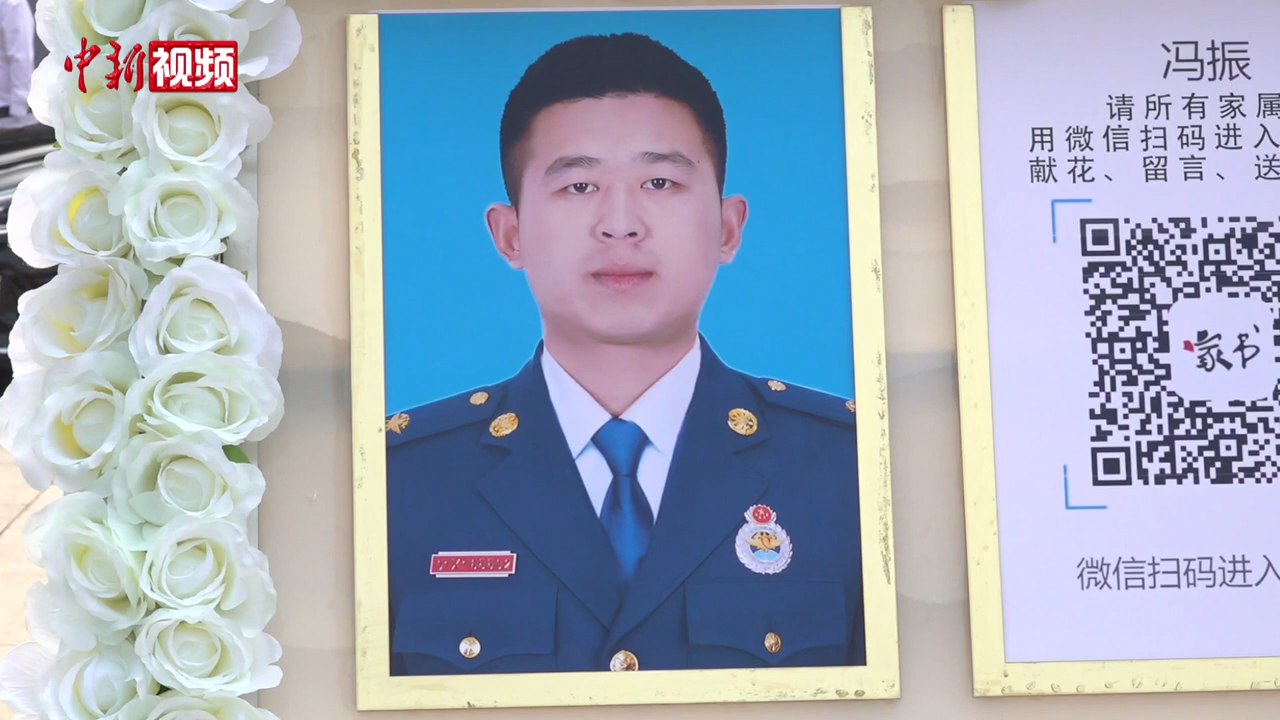 中新视频
冯振
请所有家属
用微信扫码进入
献花、留言、送
家书
微信扫码进入